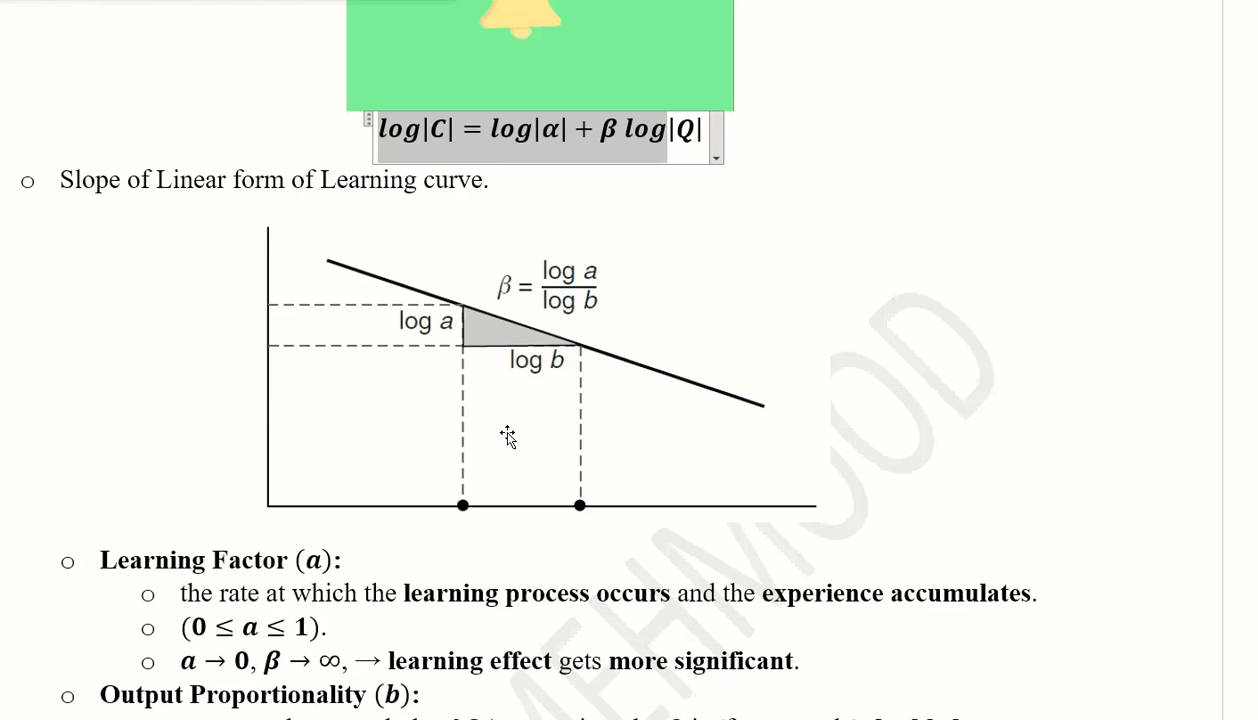 log|C| = log|α| + β log|Q|
o Slope of Linear form of Learning curve.
β = log a / log b
log a
log b
o Learning Factor (a):
o the rate at which the learning process occurs and the experience accumulates.
o (0 ≤ a ≤ 1).
o a → 0, β → ∞, → learning effect gets more significant.
o Output Proportionality (b):